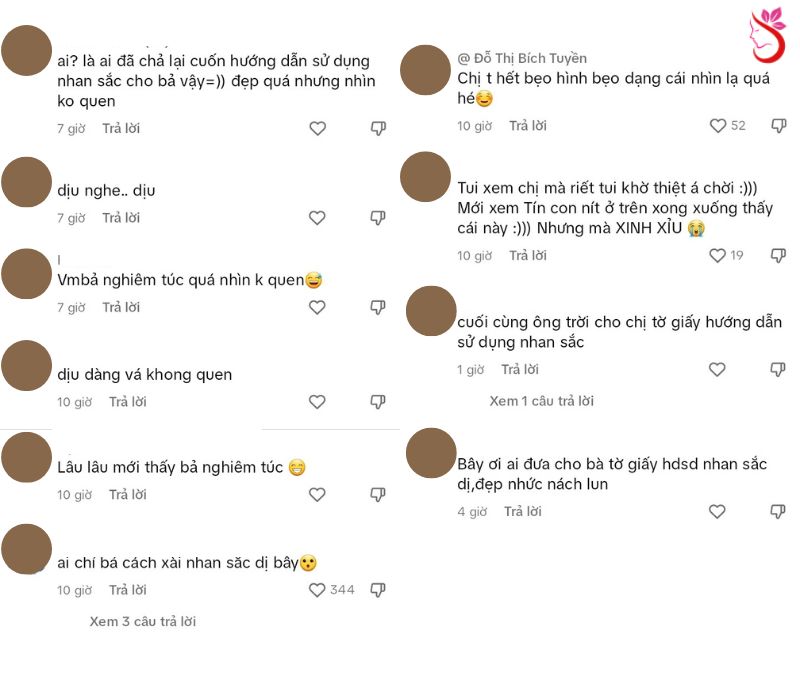 ai? là ai đã chả lại cuốn hướng dẫn sử dụng
nhan sắc cho bả vậy=)) đẹp quá nhưng nhìn
ko quen
7 giờ Trả lời
dịu nghe.. dịu
7 giờ Trả lời
Vmbả nghiêm túc quá nhìn k quen😅
7 giờ Trả lời
dịu dàng vá khong quen
10 giờ Trả lời
Lâu lâu mới thấy bả nghiêm túc 😁
10 giờ Trả lời
ai chí bá cách xài nhan săc dị bây😯
10 giờ Trả lời 344
Xem 3 câu trả lời
@ Đỗ Thị Bích Tuyền
Chị t hết bẹo hình bẹo dạng cái nhìn lạ quá
hé☺️
10 giờ Trả lời 52
Tui xem chị mà riết tui khờ thiệt á chời :)))
Mới xem Tín con nít ở trên xong xuống thấy
cái này :))) Nhưng mà XINH XỈU 😭
10 giờ Trả lời 19
cuối cùng ông trời cho chị tờ giấy hướng dẫn
sử dụng nhan sắc
1 giờ Trả lời
Xem 1 câu trả lời
Bây ơi ai đưa cho bà tờ giấy hdsd nhan sắc
dị,đẹp nhức nách lun
4 giờ Trả lời